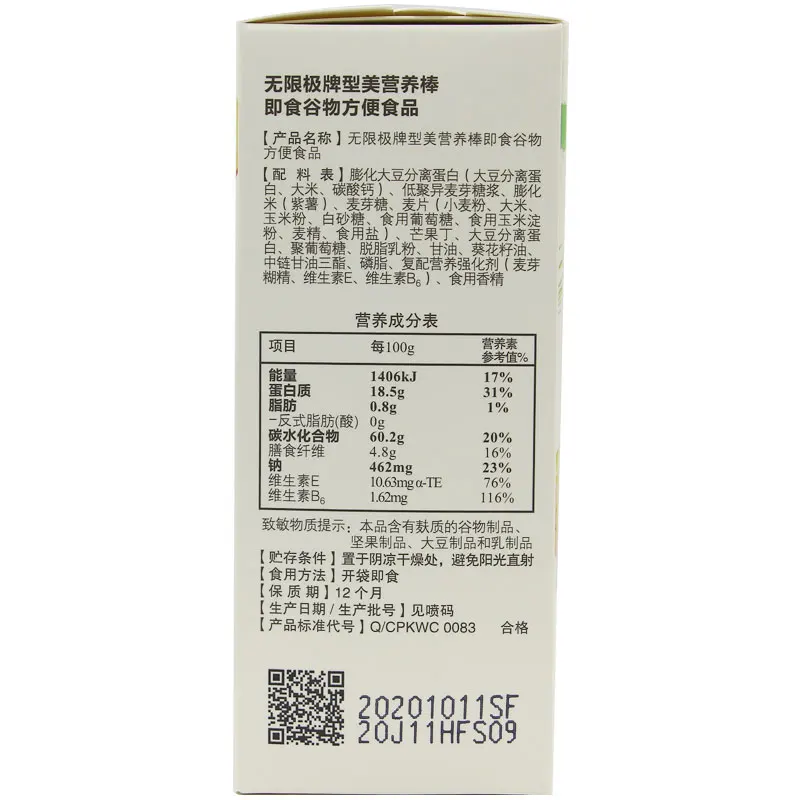 无限极牌型美营养棒
即食谷物方便食品
【产品名称】无限极牌型美营养棒即食谷物
方便食品
【配 料 表】膨化大豆分离蛋白(大豆分离蛋
白、大米、碳酸钙)、低聚异麦芽糖浆、膨化
米(紫薯)、麦芽糖、麦片(小麦粉、大米、
玉米粉、白砂糖、食用葡萄糖、食用玉米淀
粉、麦精、食用盐)、芒果丁、大豆分离蛋
白、聚葡萄糖、脱脂乳粉、甘油、葵花籽油、
中链甘油三酯、磷脂、复配营养强化剂(麦芽
糊精、维生素E、维生素B6)、食用香精
营养成分表
项目 每100g 营养素
参考值%
能量 1406kJ 17%
蛋白质 18.5g 31%
脂肪 0.8g 1%
-反式脂肪(酸) 0g
碳水化合物 60.2g 20%
膳食纤维 4.8g 16%
钠 462mg 23%
维生素E 10.63mg α-TE 76%
维生素B6 1.62mg 116%
致敏物质提示:本品含有麸质的谷物制品、
坚果制品、大豆制品和乳制品
【贮存条件】置于阴凉干燥处,避免阳光直射
【食用方法】开袋即食
【保 质 期】12个月
【生产日期/生产批号】见喷码
【产品标准代号】Q/CPKWC 0083 合格
20201011SF
20J11HFS09